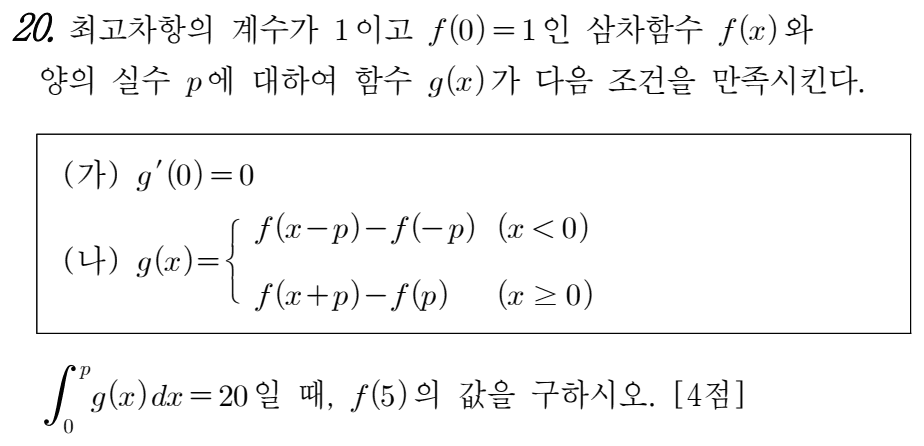 20. 최고차항의 계수가 1이고 f(0)=1인 삼차함수 f(x)와
양의 실수 p에 대하여 함수 g(x)가 다음 조건을 만족시킨다.
(가) g′(0)=0
(나) g(x)={ f(x−p)−f(−p) (x<0)
f(x+p)−f(p) (x≥0)
∫₀ᵖ g(x)dx=20일 때, f(5)의 값을 구하시오. [4점]